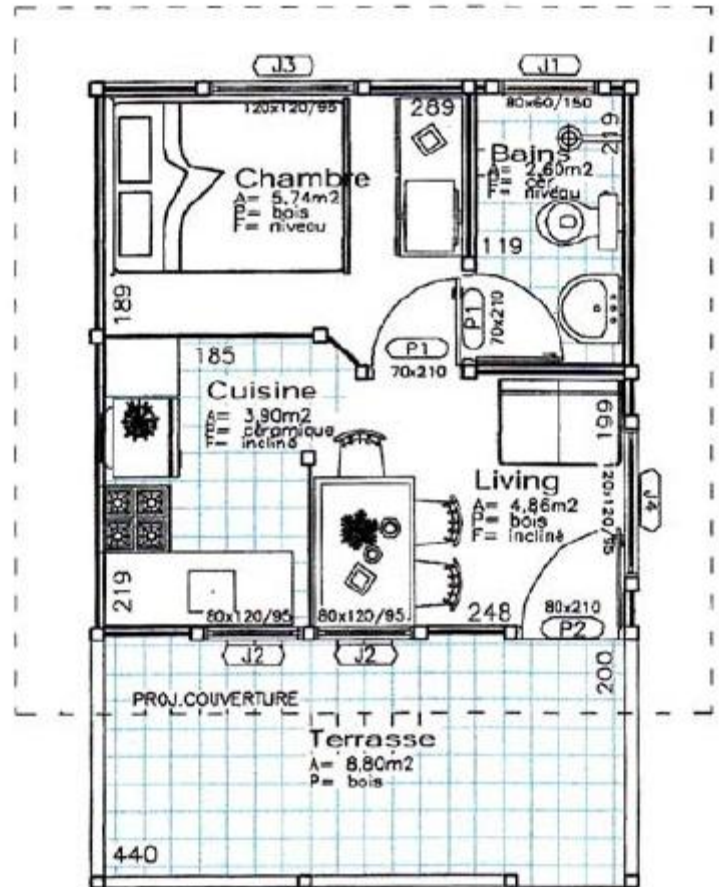 J3
J1
120x120/95
289
80x60/150
219
Chambre
A= 5,74m2
P= bois
F= niveau
Bains
A= 2,60m2
P= cer
F= niveau
119
189
P1
70x210
P1
70x210
185
Cuisine
A= 3,90m2
P= céramique
F= incliné
199
Living
A= 4,86m2
P= bois
F= incliné
120x120/95
J4
219
80x120/95
80x120/95
248
80x210
P2
J2
J2
200
PROJ.COUVERTURE
Terrasse
A= 8,80m2
P= bois
440